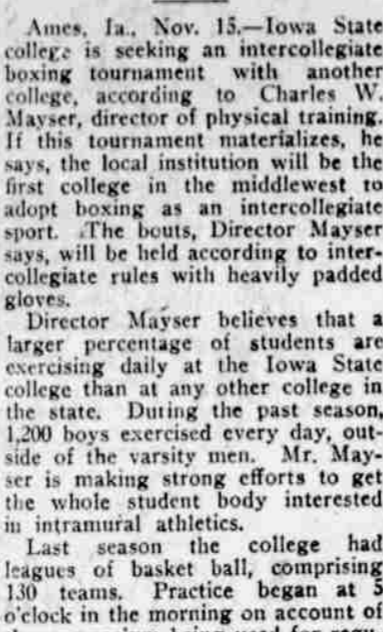 Ames, Ia., Nov. 15.—Iowa State
college is seeking an intercollegiate
boxing tournament with another
college, according to Charles W.
Mayser, director of physical training.
If this tournament materializes, he
says, the local institution will be the
first college in the middlewest to
adopt boxing as an intercollegiate
sport. The bouts, Director Mayser
says, will be held according to inter-
collegiate rules with heavily padded
gloves.
Director Mayser believes that a
larger percentage of students are
exercising daily at the Iowa State
college than at any other college in
the state. During the past season,
1,200 boys exercised every day, out-
side of the varsity men. Mr. May-
ser is making strong efforts to get
the whole student body interested
in intramural athletics.
Last season the college had
leagues of basket ball, comprising
130 teams. Practice began at 5
o'clock in the morning on account of